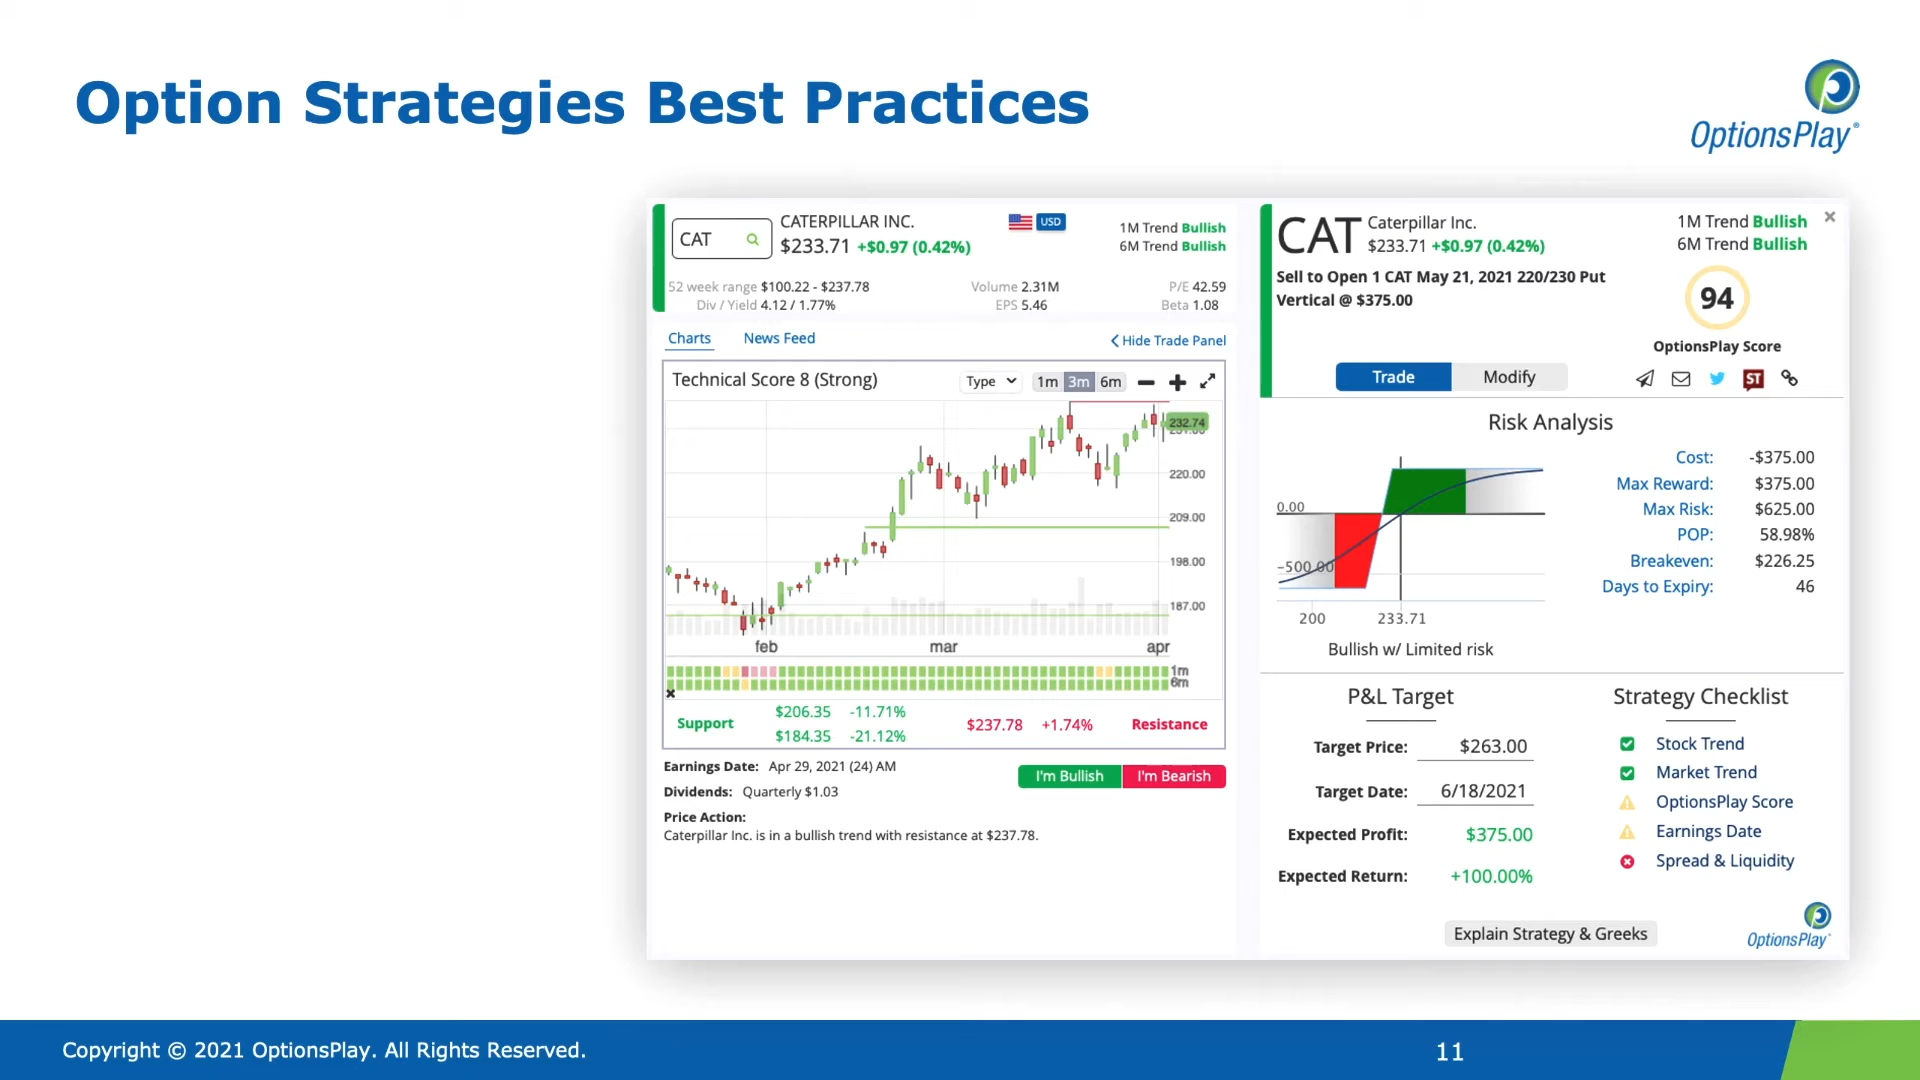 Option Strategies Best Practices
OptionsPlay
CAT
CATERPILLAR INC.
$233.71 +$0.97 (0.42%)
USD
1M Trend Bullish
6M Trend Bullish
52 week range $100.22 - $237.78
Volume 2.31M
P/E 42.59
Div / Yield 4.12 / 1.77%
EPS 5.46
Beta 1.08
Charts
News Feed
Hide Trade Panel
Technical Score 8 (Strong)
Type
1m 3m 6m
232.74
220.00
209.00
198.00
187.00
feb
mar
apr
1m
6m
Support
$206.35 -11.71%
$184.35 -21.12%
$237.78 +1.74%
Resistance
Earnings Date: Apr 29, 2021 (24) AM
I'm Bullish
I'm Bearish
Dividends: Quarterly $1.03
Price Action:
Caterpillar Inc. is in a bullish trend with resistance at $237.78.
CAT
Caterpillar Inc.
$233.71 +$0.97 (0.42%)
1M Trend Bullish
6M Trend Bullish
Sell to Open 1 CAT May 21, 2021 220/230 Put
Vertical @ $375.00
94
OptionsPlay Score
Trade
Modify
ST
Risk Analysis
0.00
-500.00
200
233.71
Bullish w/ Limited risk
Cost: -$375.00
Max Reward: $375.00
Max Risk: $625.00
POP: 58.98%
Breakeven: $226.25
Days to Expiry: 46
P&L Target
Target Price: $263.00
Target Date: 6/18/2021
Expected Profit: $375.00
Expected Return: +100.00%
Strategy Checklist
Stock Trend
Market Trend
OptionsPlay Score
Earnings Date
Spread & Liquidity
Explain Strategy & Greeks
OptionsPlay
Copyright © 2021 OptionsPlay. All Rights Reserved.
11